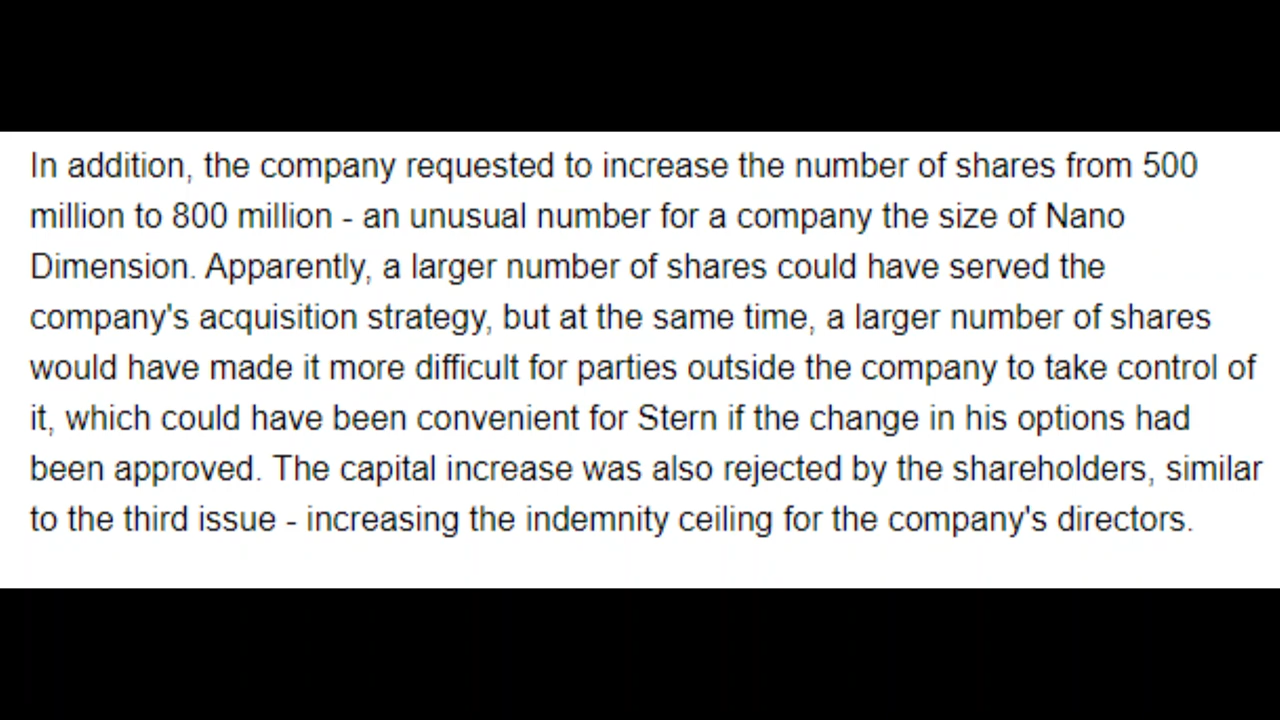 In addition, the company requested to increase the number of shares from 500
million to 800 million - an unusual number for a company the size of Nano
Dimension. Apparently, a larger number of shares could have served the
company's acquisition strategy, but at the same time, a larger number of shares
would have made it more difficult for parties outside the company to take control of
it, which could have been convenient for Stern if the change in his options had
been approved. The capital increase was also rejected by the shareholders, similar
to the third issue - increasing the indemnity ceiling for the company's directors.